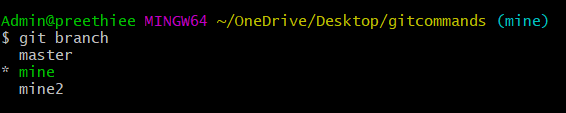 Admin@preethiee MINGW64 ~/OneDrive/Desktop/gitcommands (mine)
$ git branch
  master
* mine
  mine2